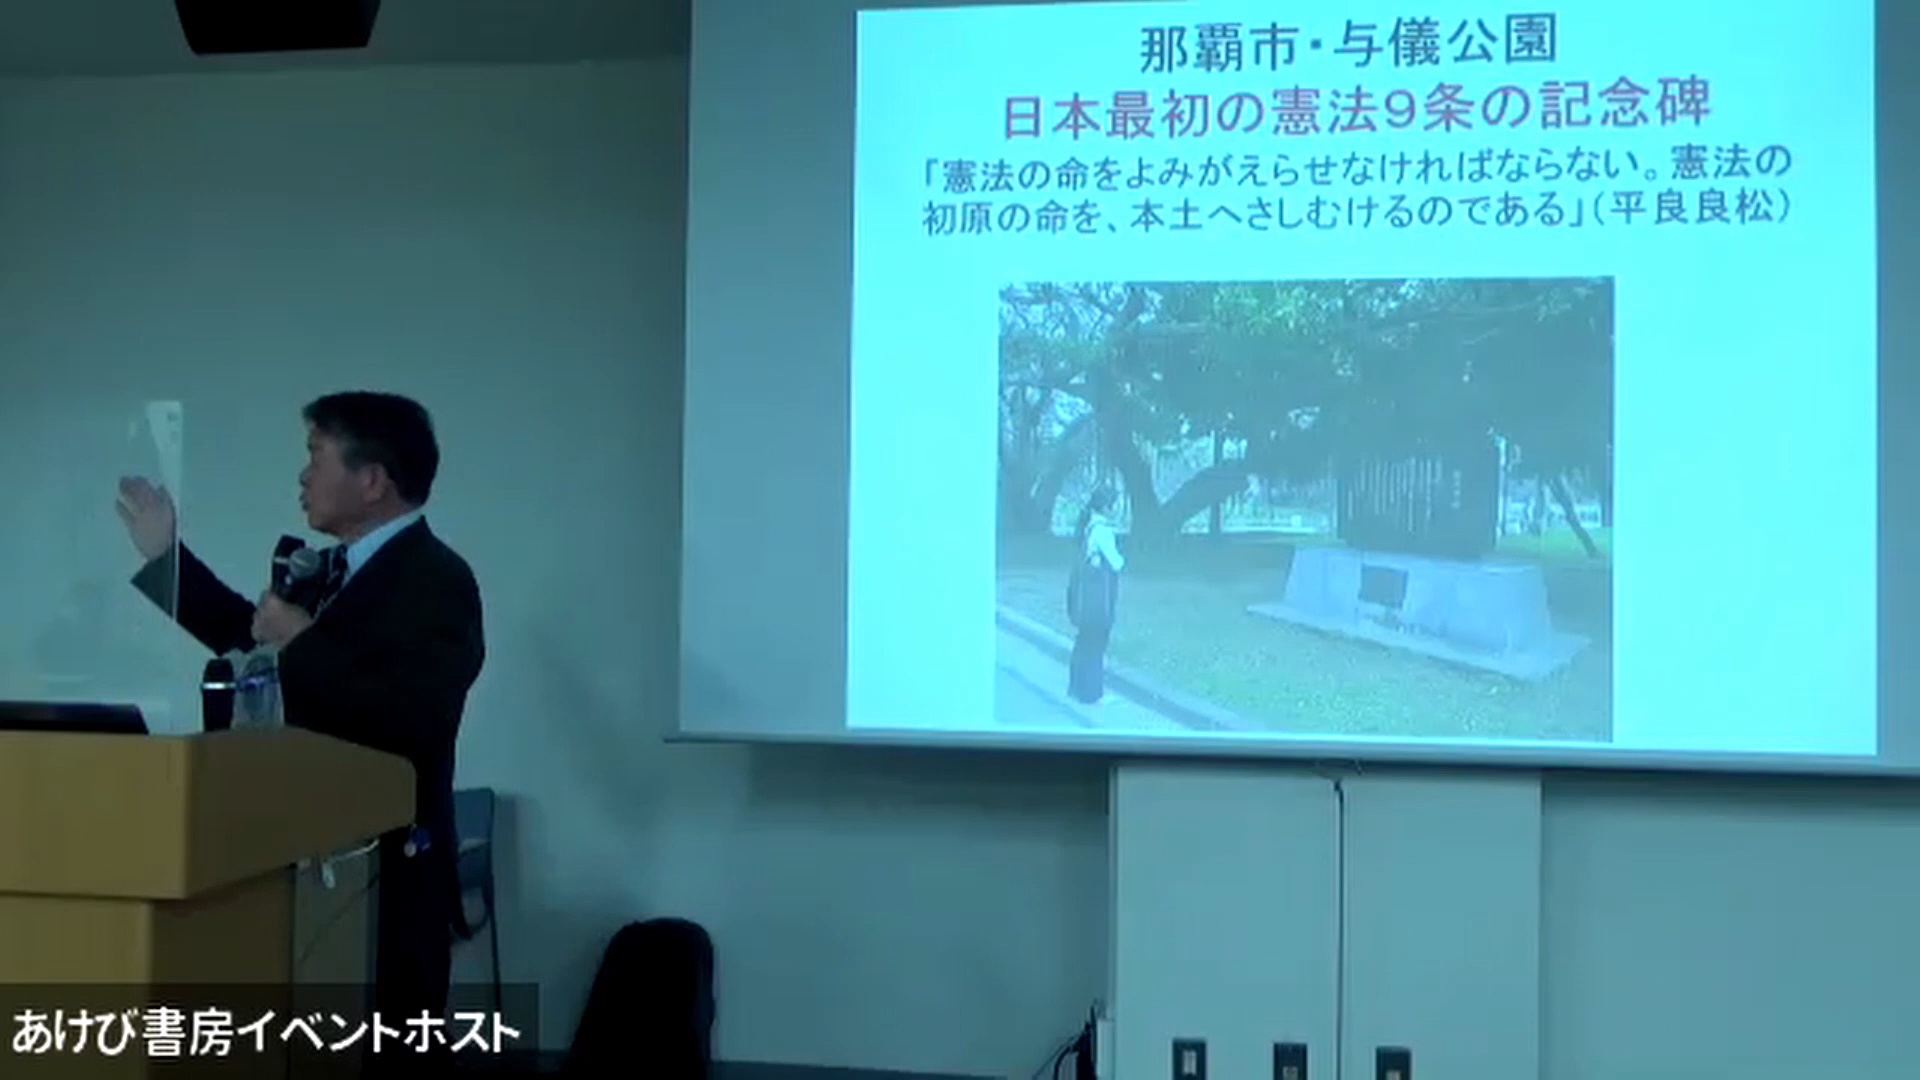 那覇市・与儀公園
日本最初の憲法９条の記念碑
「憲法の命をよみがえらせなければならない。憲法の
初原の命を、本土へさしむけるのである」（平良良松）
あけび書房イベントホスト